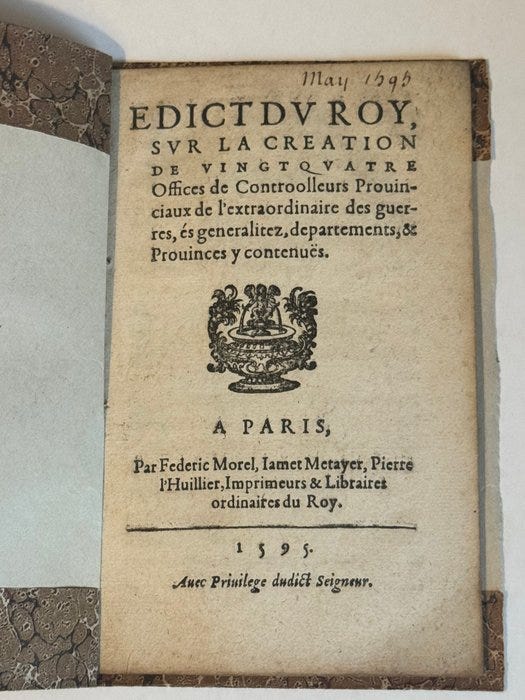 May 1595
EDICT DV ROY,
SVR LA CREATION
DE VINGTQVATRE
Offices de Controolleurs Prouin-
ciaux de l'extraordinaire des guer-
res, és generalitez, departements, &
Prouinces y contenuës.
A PARIS,
Par Federic Morel, Iamet Metayer, Pierre
l'Huillier, Imprimeurs & Libraires
ordinaires du Roy.
1595.
Auec Priuilege dudict Seigneur.